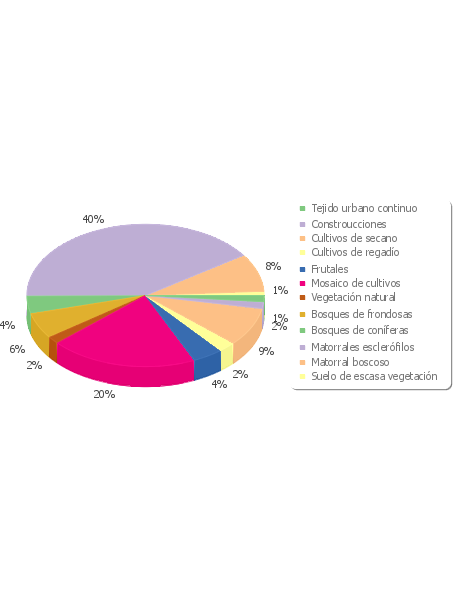 40%
8%
1%
1%
2%
9%
2%
4%
20%
2%
6%
4%
Tejido urbano continuo
Construucciones
Cultivos de secano
Cultivos de regadío
Frutales
Mosaico de cultivos
Vegetación natural
Bosques de frondosas
Bosques de coníferas
Matorrales esclerófilos
Matorral boscoso
Suelo de escasa vegetación